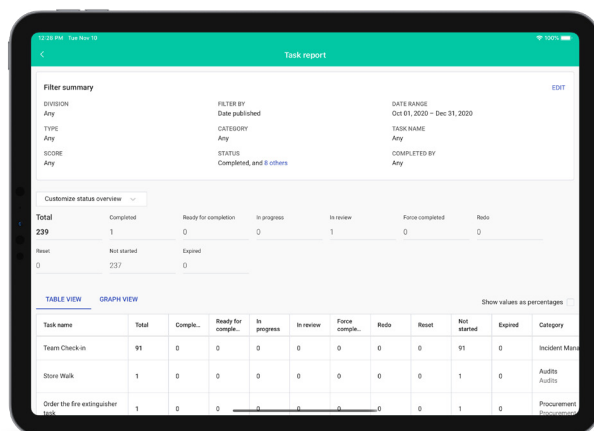 12:28 PM Tue Nov 10
100%
Task report
Filter summary
EDIT
DIVISION
FILTER BY
DATE RANGE
Any
Date published
Oct 01, 2020 – Dec 31, 2020
TYPE
CATEGORY
TASK NAME
Any
Any
Any
SCORE
STATUS
COMPLETED BY
Any
Completed, and 8 others
Any
Customize status overview
Total
Completed
Ready for completion
In progress
In review
Force completed
Redo
239
1
0
0
1
0
0
Reset
Not started
Expired
0
237
0
TABLE VIEW
GRAPH VIEW
Show values as percentages
Task name
Total
Comple...
Ready for
comple...
In
progress
In review
Force
comple...
Redo
Reset
Not
started
Expired
Category
Team Check-in
91
0
0
0
0
0
0
0
91
0
Incident Mana
Store Walk
1
0
0
0
0
0
0
0
1
0
Audits
Audits
Order the fire extinguisher
task
1
0
0
0
0
0
0
0
1
0
Procurement
Procurement